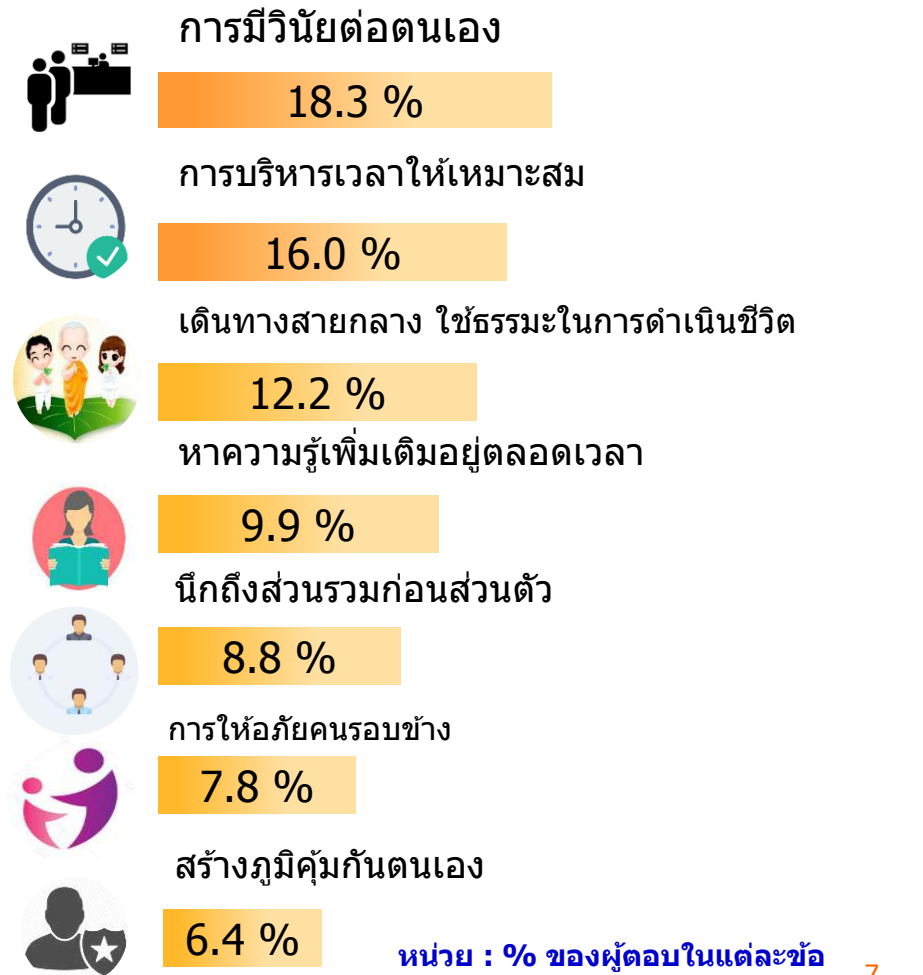 การมีวินัยต่อตนเอง
18.3 %
การบริหารเวลาให้เหมาะสม
16.0 %
เดินทางสายกลาง ใช้ธรรมะในการดำเนินชีวิต
12.2 %
หาความรู้เพิ่มเติมอยู่ตลอดเวลา
9.9 %
นึกถึงส่วนรวมก่อนส่วนตัว
8.8 %
การให้อภัยคนรอบข้าง
7.8 %
สร้างภูมิคุ้มกันตนเอง
6.4 %
หน่วย : % ของผู้ตอบในแต่ละข้อ
7